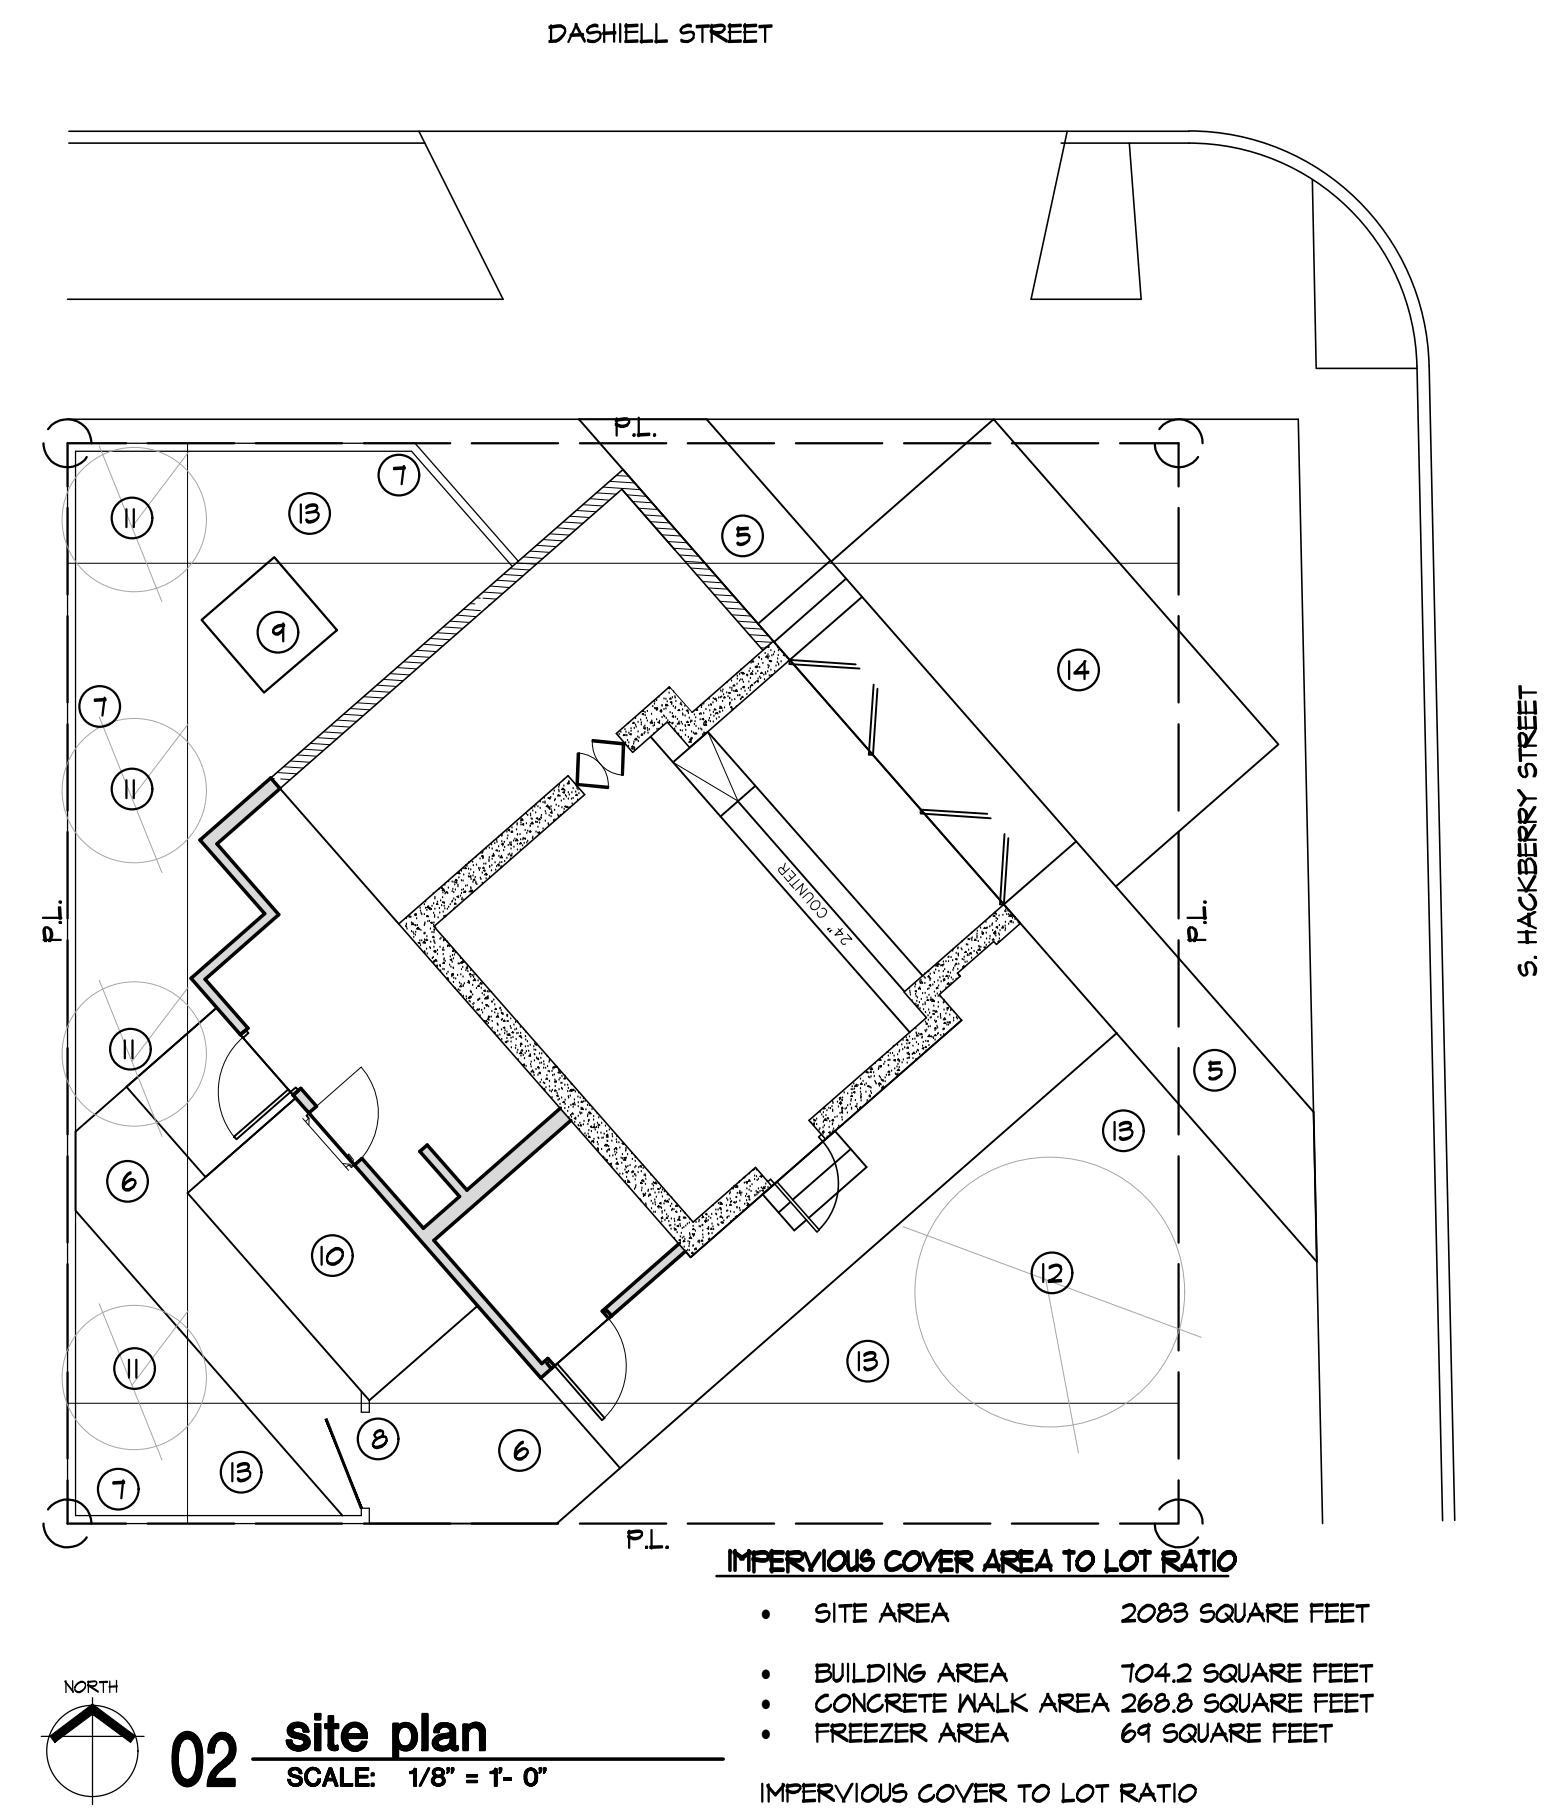 DASHIELL STREET
P.L.
7
11
13
5
9
14
7
11
S. HACKBERRY STREET
24" COUNTER
P.L.
P.L.
11
5
13
6
10
12
13
11
8
6
13
7
P.L.
IMPERVIOUS COVER AREA TO LOT RATIO
• SITE AREA 2083 SQUARE FEET
• BUILDING AREA 704.2 SQUARE FEET
• CONCRETE WALK AREA 268.8 SQUARE FEET
• FREEZER AREA 69 SQUARE FEET
IMPERVIOUS COVER TO LOT RATIO
NORTH
02 site plan
SCALE: 1/8" = 1'- 0"